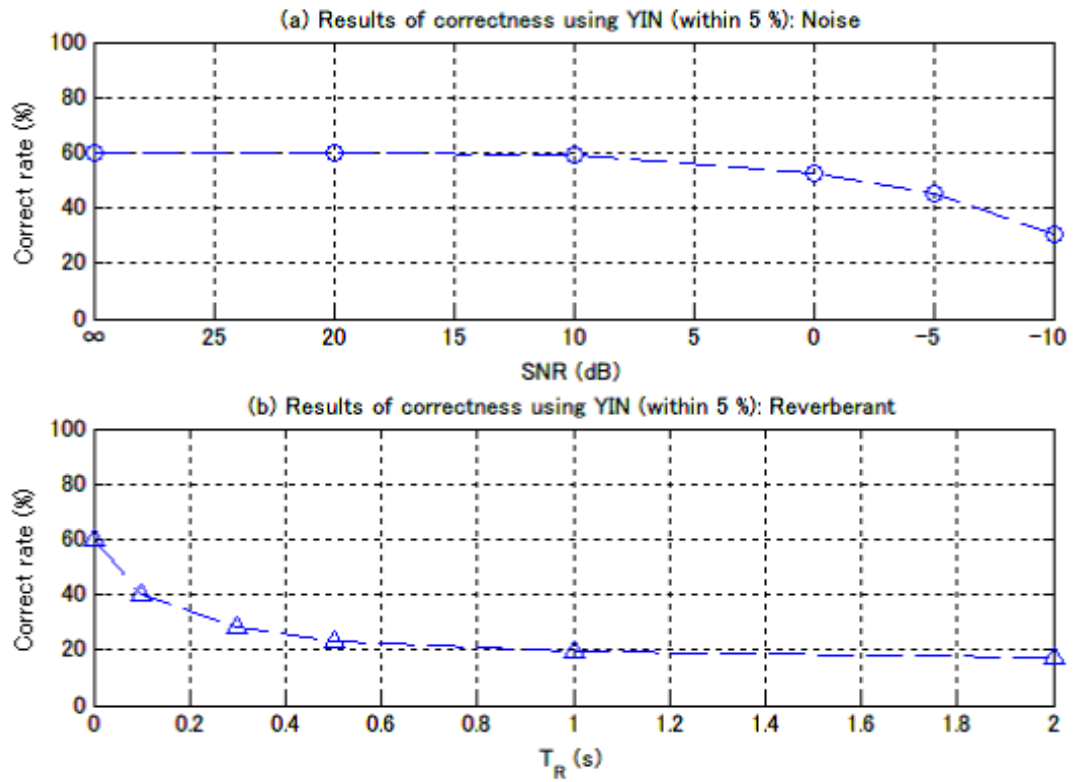 (a) Results of correctness using YIN (within 5 %): Noise
100
80
60
40
20
0
Correct rate (%)
∞ 25 20 15 10 5 0 −5 −10
SNR (dB)
(b) Results of correctness using YIN (within 5 %): Reverberant
100
80
60
40
20
0
Correct rate (%)
0 0.2 0.4 0.6 0.8 1 1.2 1.4 1.6 1.8 2
T_R (s)